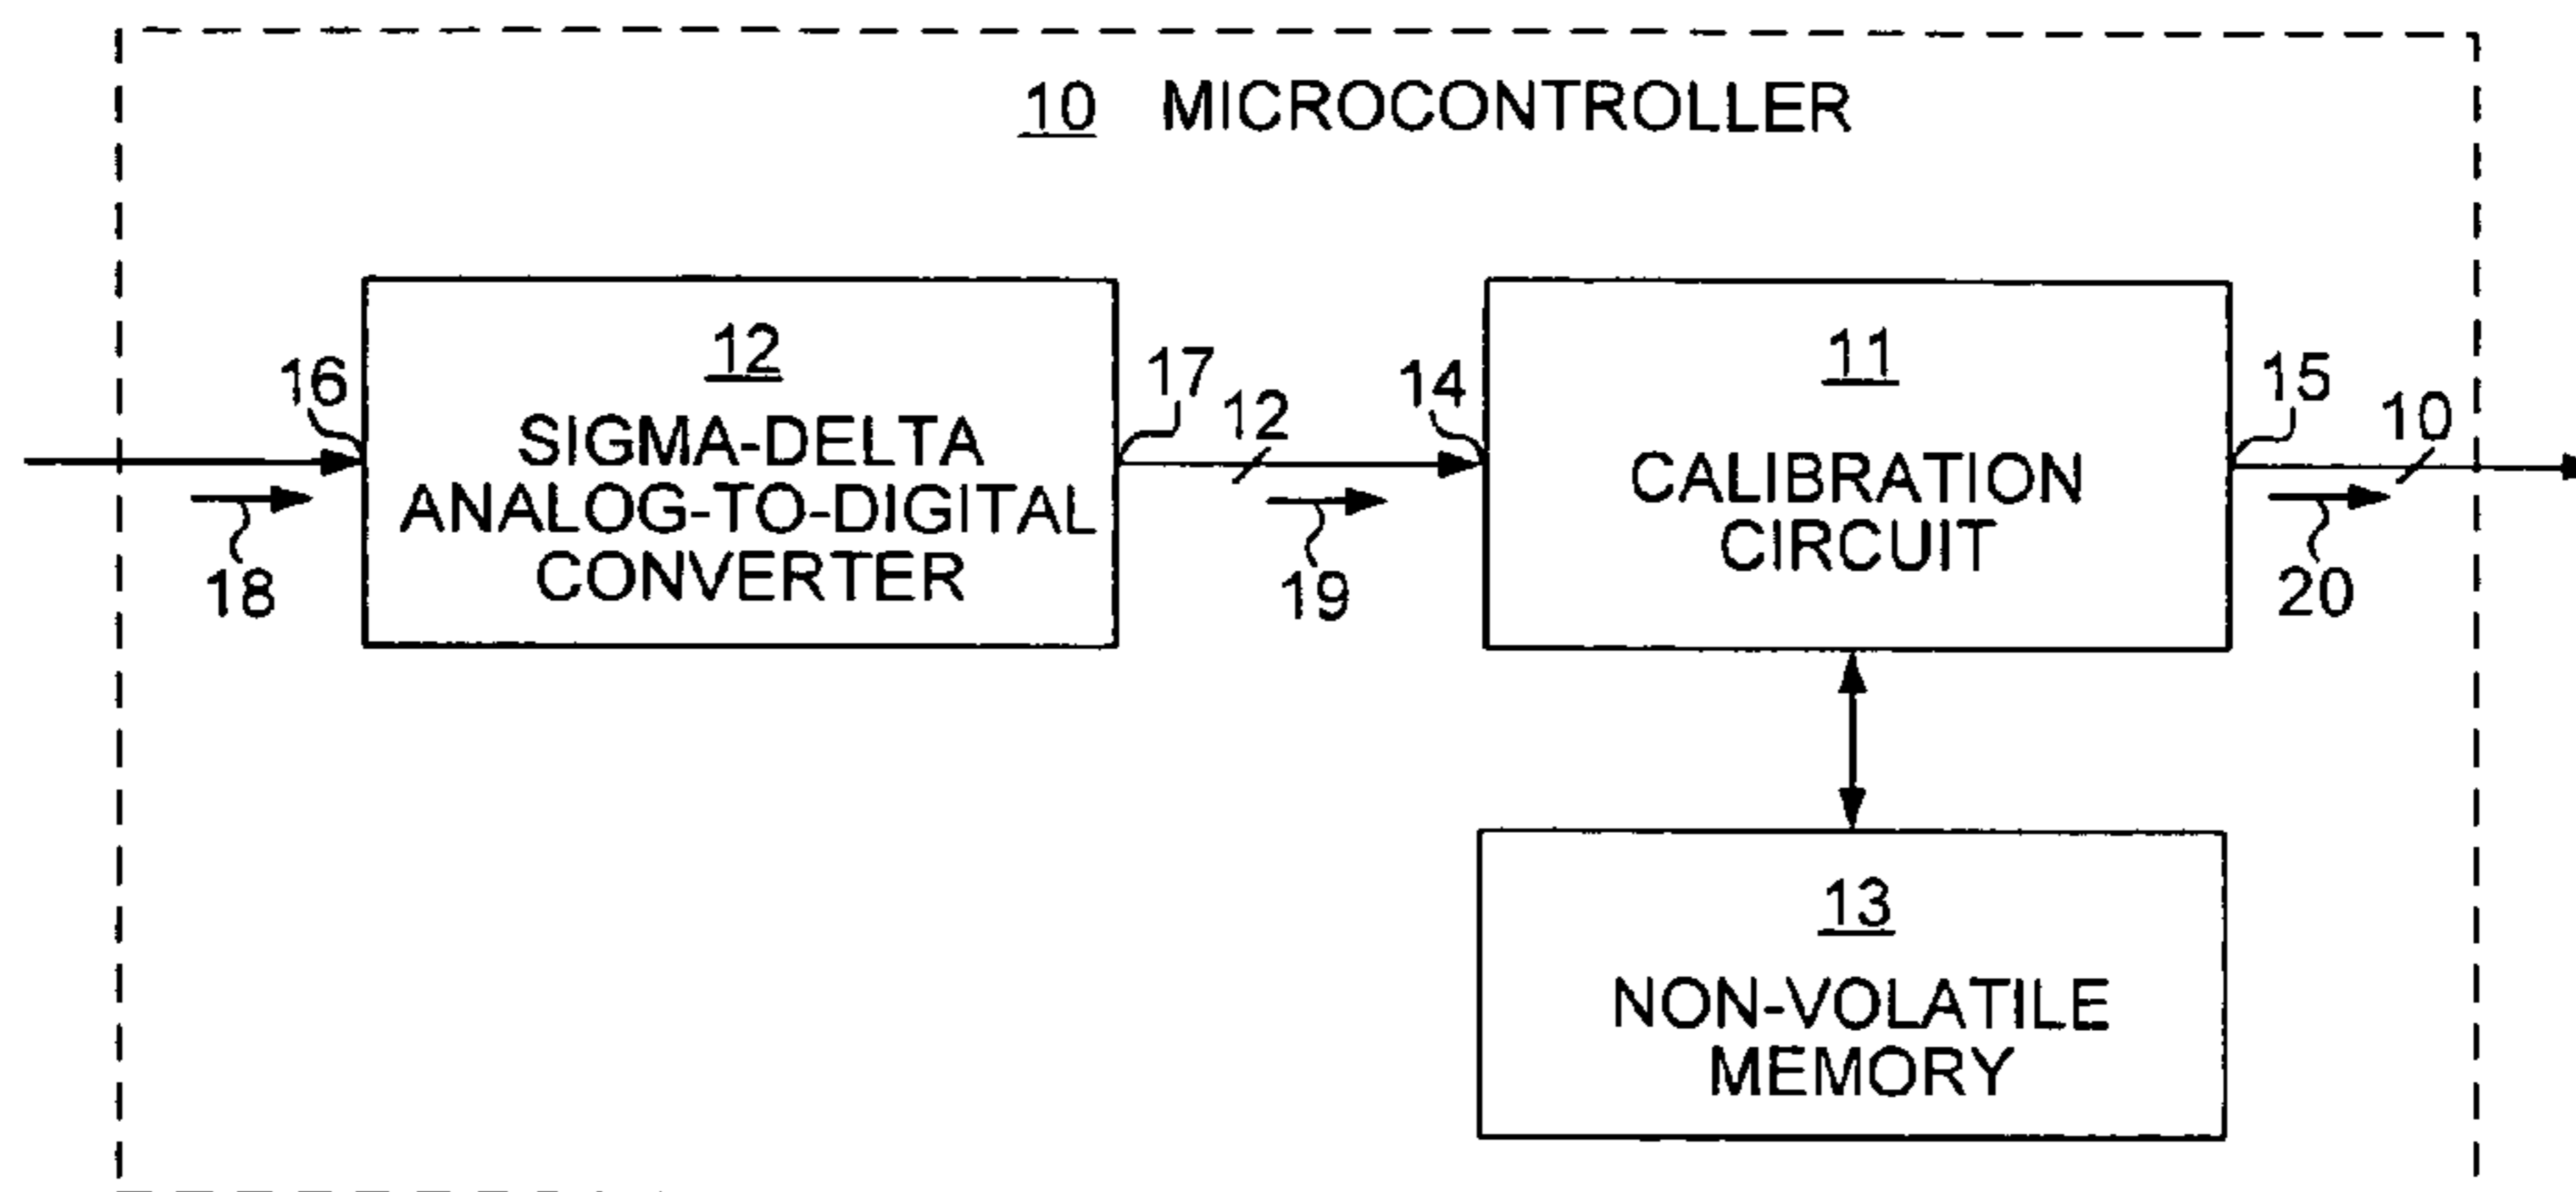 10 MICROCONTROLLER
12
SIGMA-DELTA
ANALOG-TO-DIGITAL
CONVERTER
16
18
17
12
19
14
11
CALIBRATION
CIRCUIT
15
10
20
13
NON-VOLATILE
MEMORY